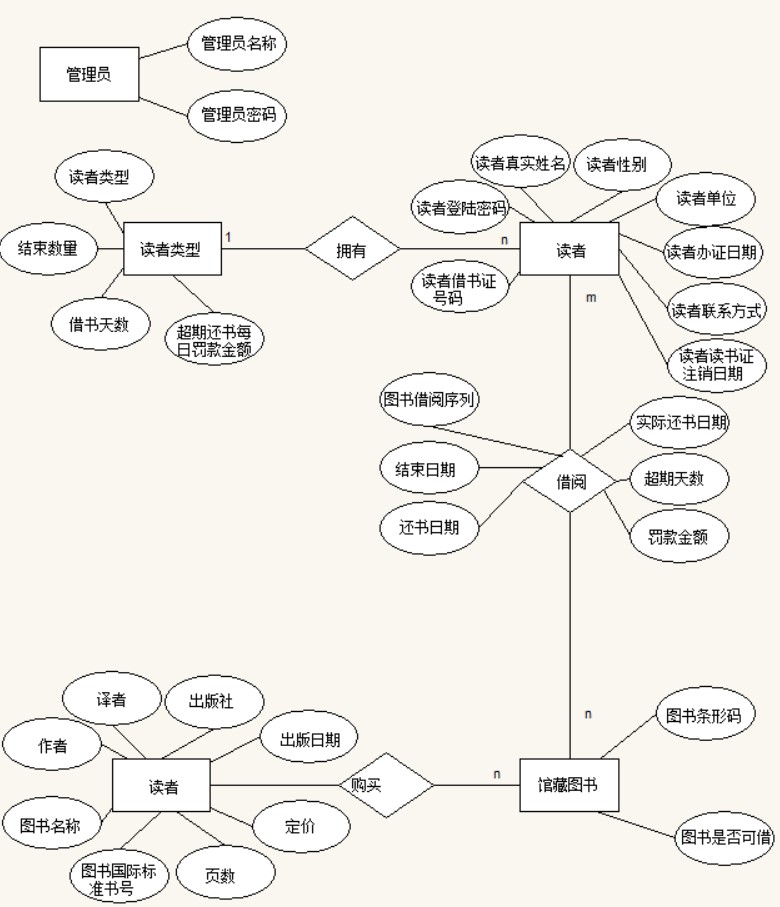 管理员名称
管理员
管理员密码
读者类型
读者真实姓名
读者性别
读者登陆密码
读者单位
结束数量
读者类型
1
拥有
n
读者
读者办证日期
读者借书证
号码
m
读者联系方式
借书天数
超期还书每
日罚款金额
读者读书证
注销日期
图书借阅序列
实际还书日期
结束日期
借阅
超期天数
还书日期
罚款金额
译者
出版社
n
图书条形码
作者
出版日期
读者
购买
n
馆藏图书
图书名称
定价
图书是否可借
图书国际标
准书号
页数